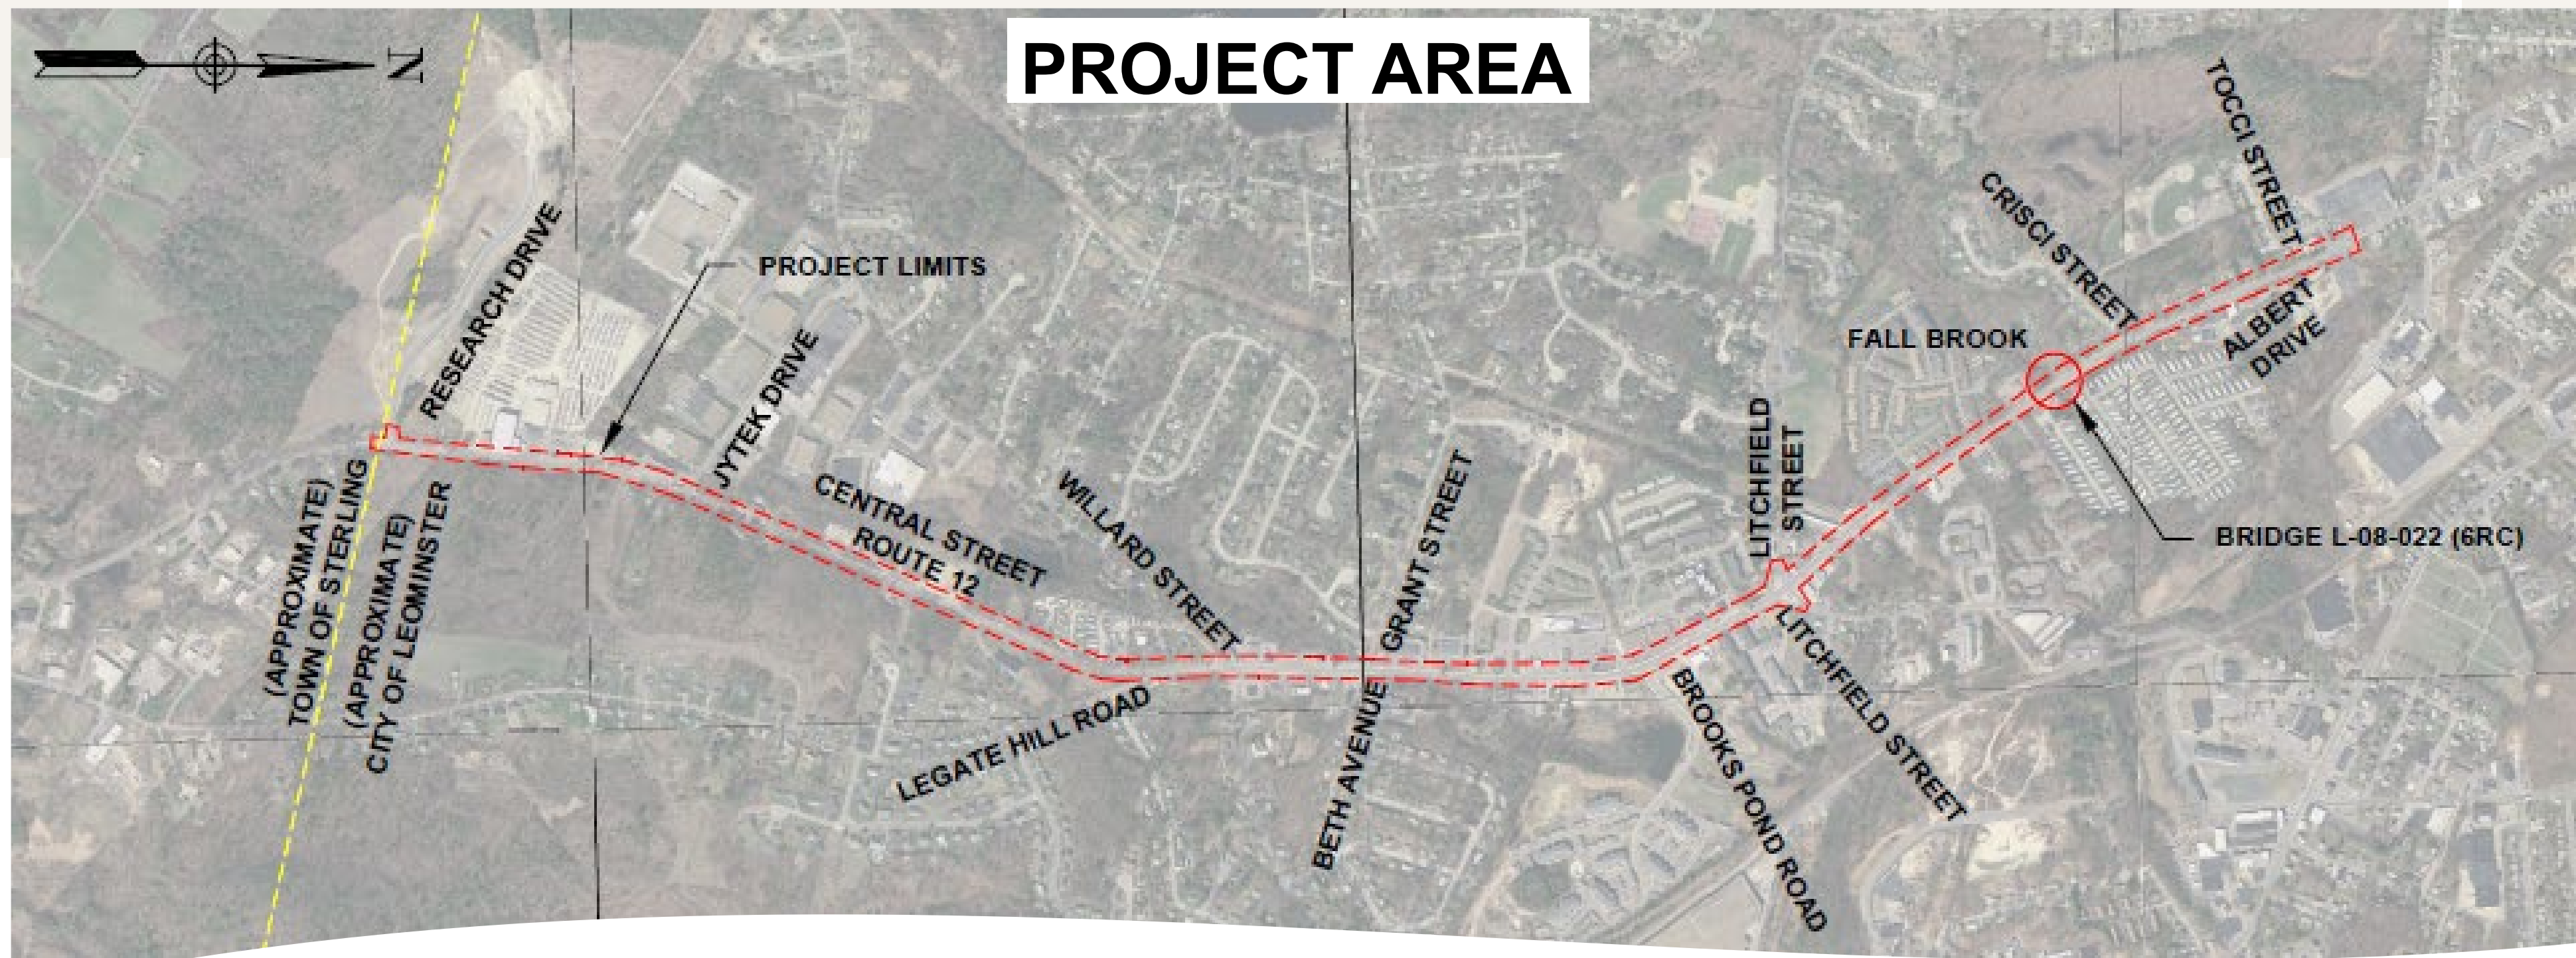 PROJECT AREA
N
TOCCI STREET
CRISCI STREET
RESEARCH DRIVE
PROJECT LIMITS
JYTEK DRIVE
FALL BROOK
ALBERT
DRIVE
LITCHFIELD
STREET
CENTRAL STREET
ROUTE 12
WILLARD STREET
GRANT STREET
BRIDGE L-08-022 (6RC)
(APPROXIMATE)
TOWN OF STERLING
(APPROXIMATE)
CITY OF LEOMINSTER
LEGATE HILL ROAD
BETH AVENUE
BROOKS POND ROAD
LITCHFIELD STREET